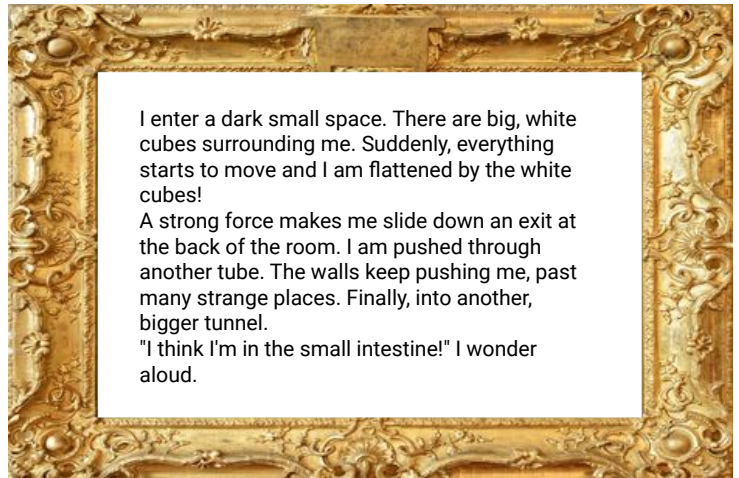 I enter a dark small space. There are big, white
cubes surrounding me. Suddenly, everything
starts to move and I am flattened by the white
cubes!
A strong force makes me slide down an exit at
the back of the room. I am pushed through
another tube. The walls keep pushing me, past
many strange places. Finally, into another,
bigger tunnel.
"I think I'm in the small intestine!" I wonder
aloud.